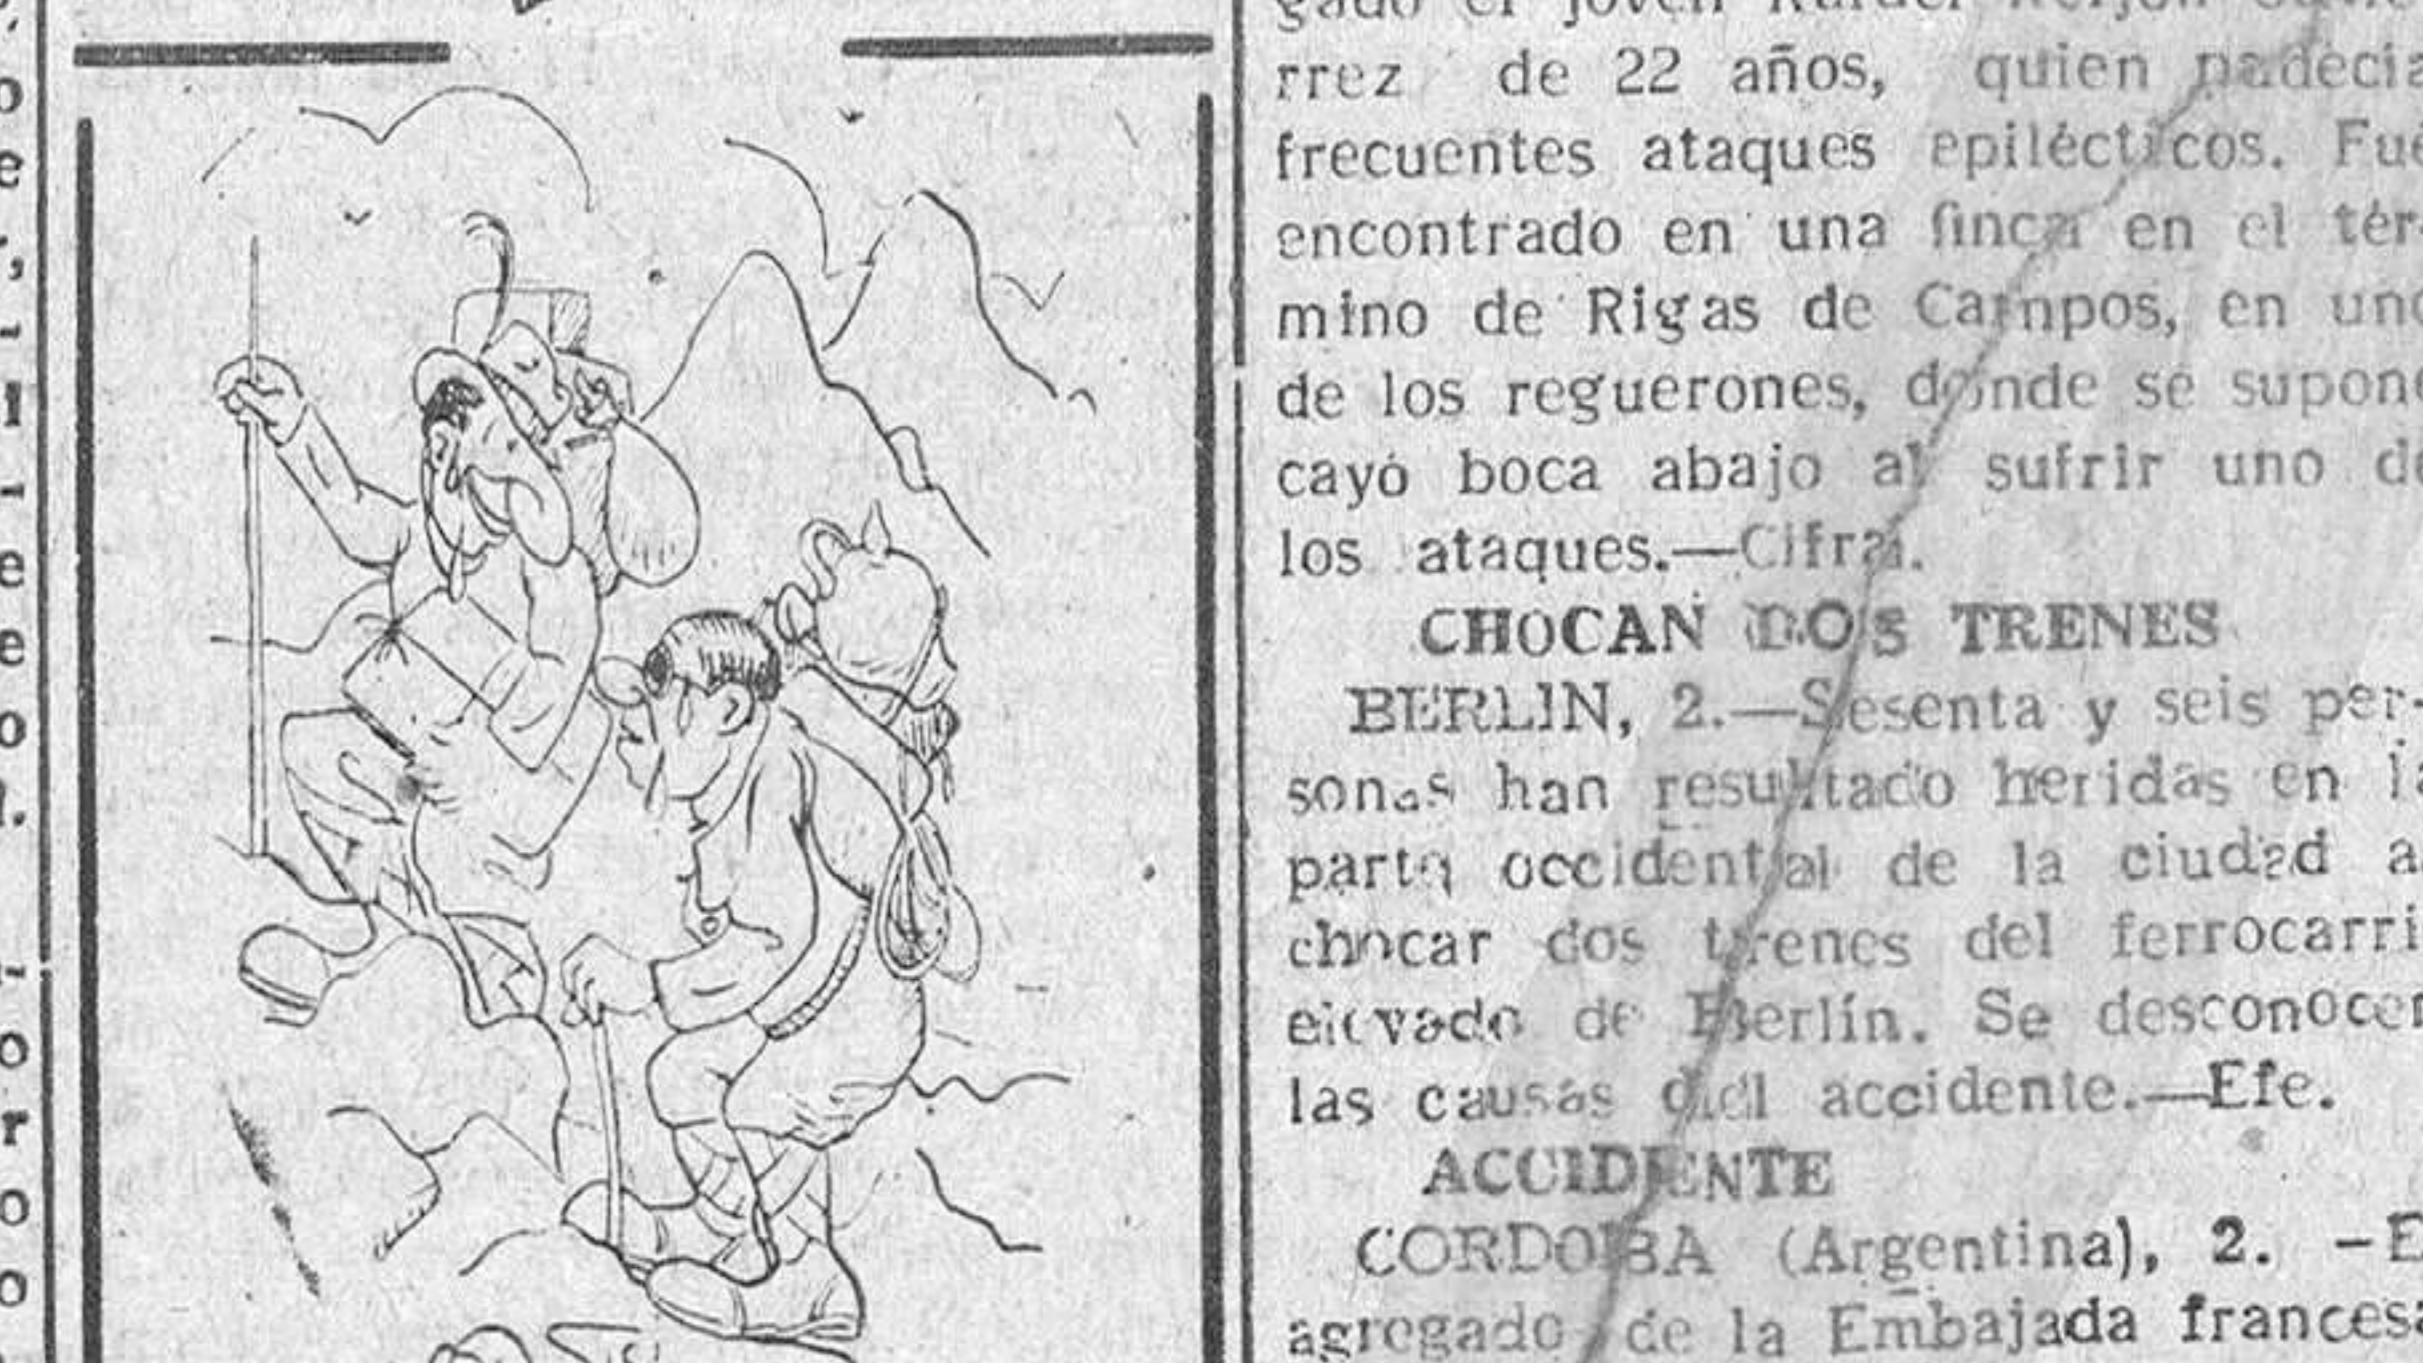 rrez de 22 años, quien padecía
frecuentes ataques epilécticos. Fué
encontrado en una finca en el tér-
mino de Rigas de Campos, en uno
de los reguerones, donde se supone
cayó boca abajo al sufrir uno de
los ataques.—Cifra.
CHOCAN DOS TRENES
BERLIN, 2.—Sesenta y seis per-
sonas han resultado heridas en la
parte occidental de la ciudad a
chocar dos trenes del ferrocarri
elevado de Berlín. Se desconocen
las causas del accidente.—Efe.
ACCIDENTE
CORDOBA (Argentina), 2. —E
agregado de la Embajada francesa